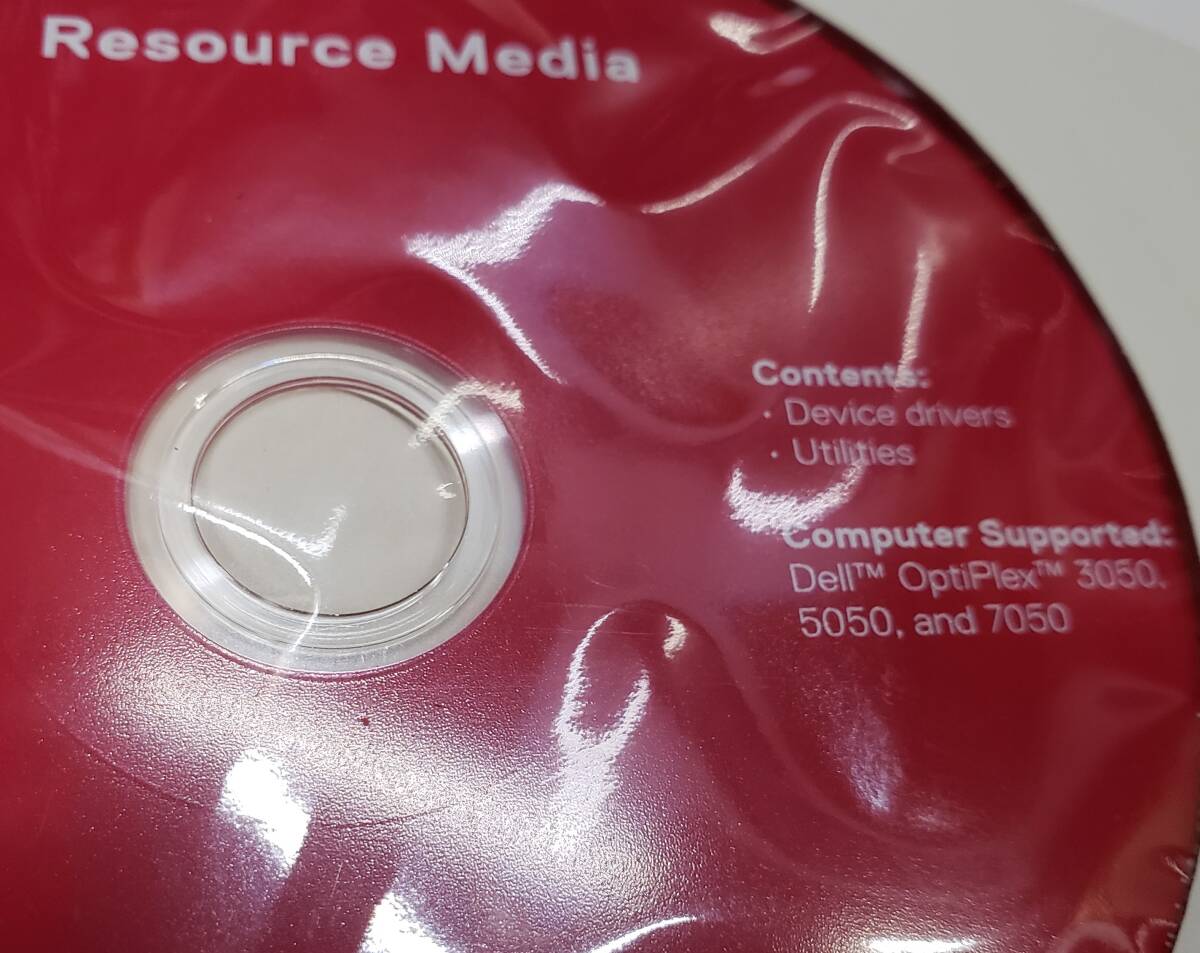 Resource Media
Contents:
· Device drivers
· Utilities
Computer Supported:
Dell™ OptiPlex™ 3050,
5050, and 7050